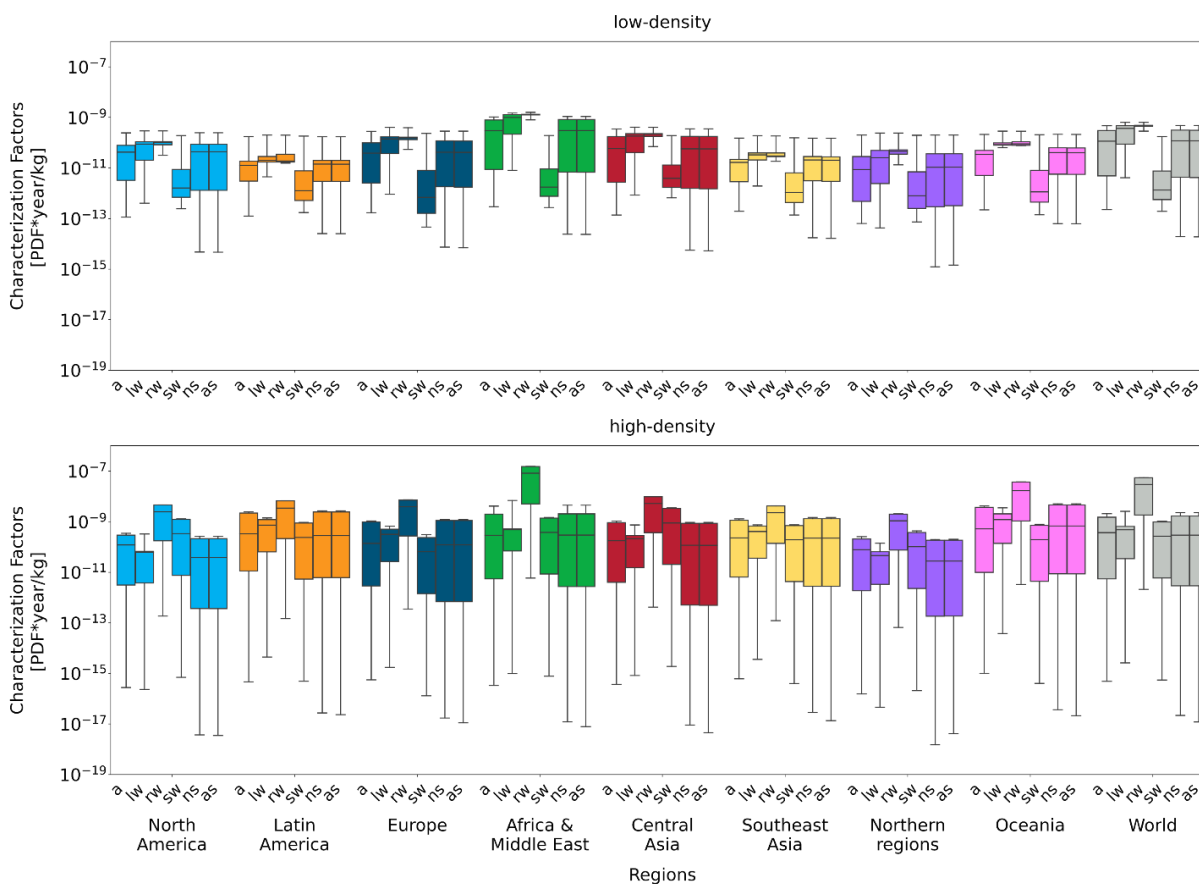 low-density
Characterization Factors
[PDF*year/kg]
10⁻⁷
10⁻⁹
10⁻¹¹
10⁻¹³
10⁻¹⁵
10⁻¹⁷
10⁻¹⁹
a lw rw sw ns as a lw rw sw ns as a lw rw sw ns as a lw rw sw ns as a lw rw sw ns as a lw rw sw ns as a lw rw sw ns as a lw rw sw ns as a lw rw sw ns as
high-density
Characterization Factors
[PDF*year/kg]
10⁻⁷
10⁻⁹
10⁻¹¹
10⁻¹³
10⁻¹⁵
10⁻¹⁷
10⁻¹⁹
a lw rw sw ns as a lw rw sw ns as a lw rw sw ns as a lw rw sw ns as a lw rw sw ns as a lw rw sw ns as a lw rw sw ns as a lw rw sw ns as a lw rw sw ns as
North America
Latin America
Europe
Africa & Middle East
Central Asia
Southeast Asia
Northern regions
Oceania
World
Regions